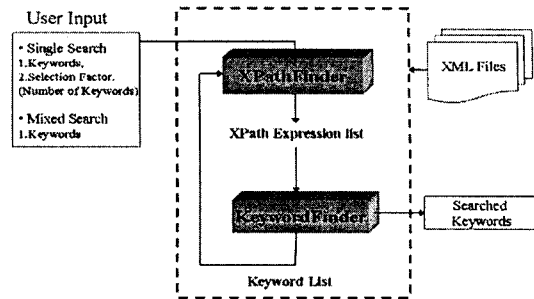 User Input
• Single Search
1.Keywords,
2.Selection Factor.
(Number of Keywords)
• Mixed Search
1.Keywords
XPathFinder
XML Files
XPath Expression list
KeywordFinder
Searched
Keywords
Keyword List